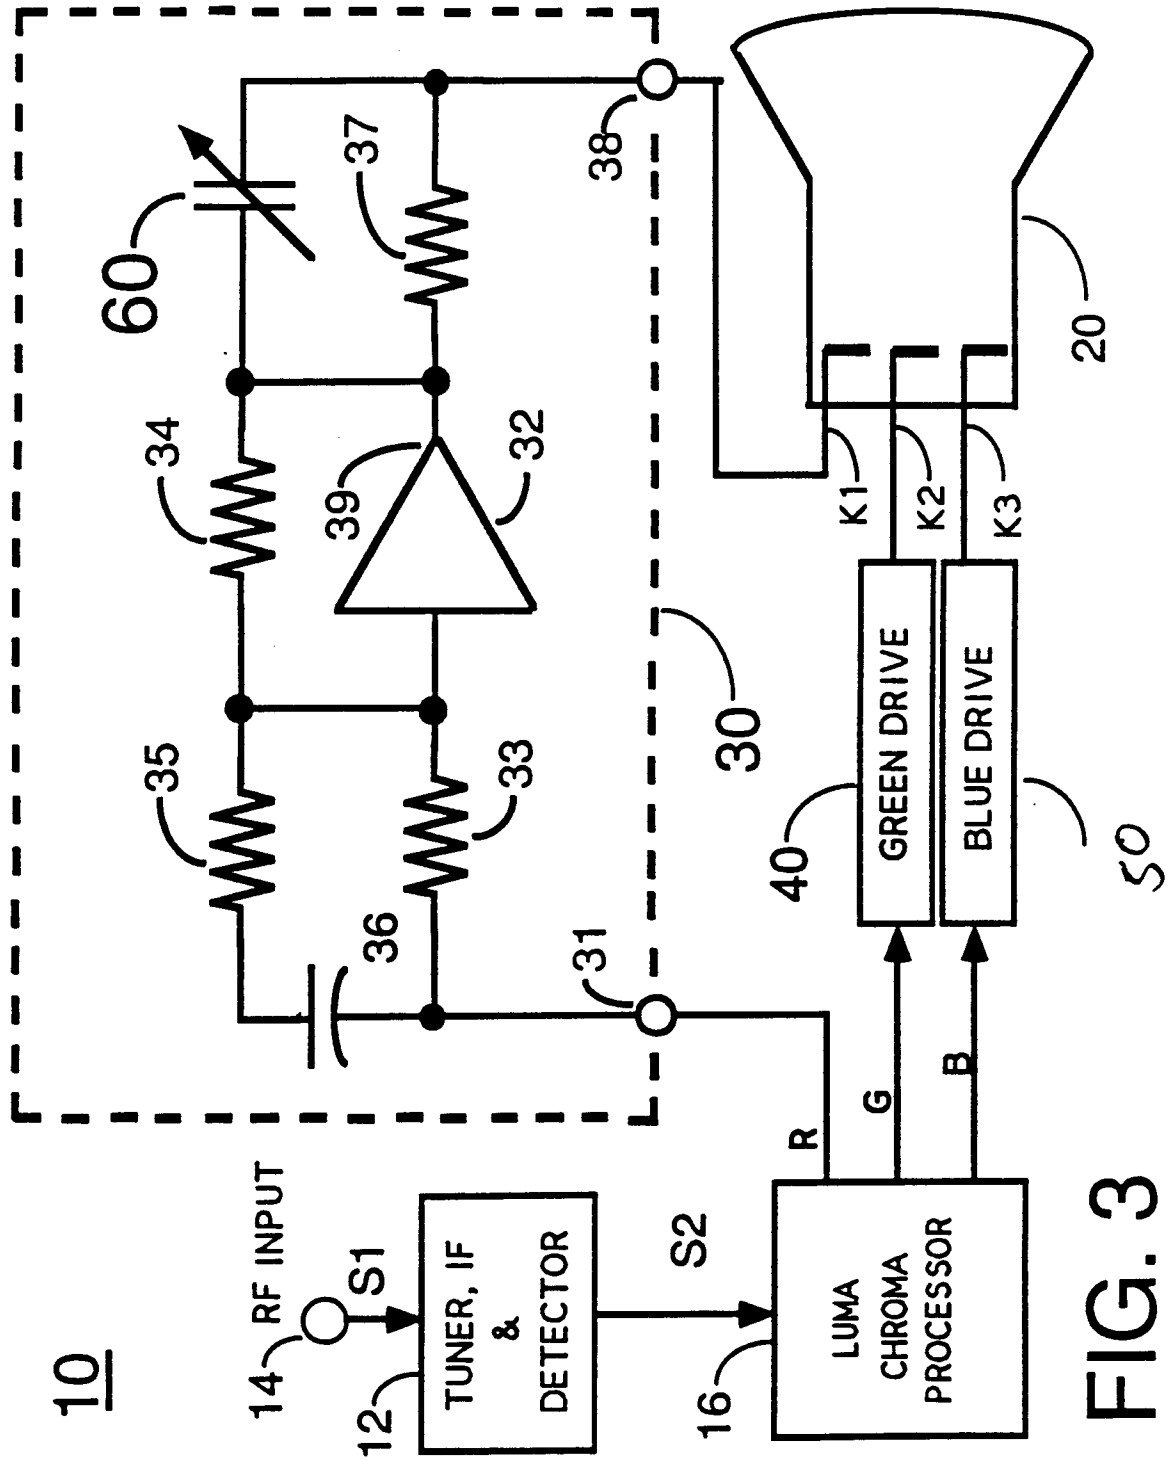 10
14
RF INPUT
S1
12
TUNER, IF
&
DETECTOR
S2
16
LUMA
CHROMA
PROCESSOR
R
G
B
31
36
35
33
34
39
32
60
37
38
30
40
GREEN DRIVE
BLUE DRIVE
50
K1
K2
K3
20
FIG. 3